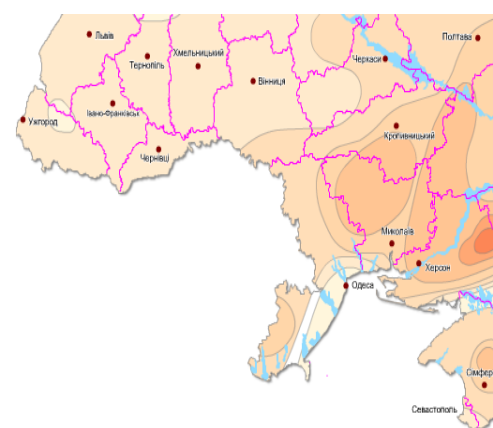 Львів
Полтава
Тернопіль
Хмельницький
Черкаси
Вінниця
Ужгород
Івано-Франківськ
Кропивницький
Чернівці
Миколаїв
Херсон
Одеса
Сімфер
Севастополь